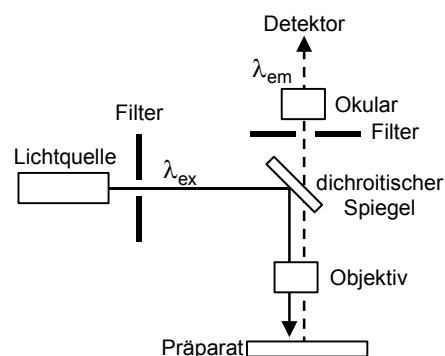 Detektor
λem
Okular
Filter
Filter
Lichtquelle
λex
dichroitischer
Spiegel
Objektiv
Präparat